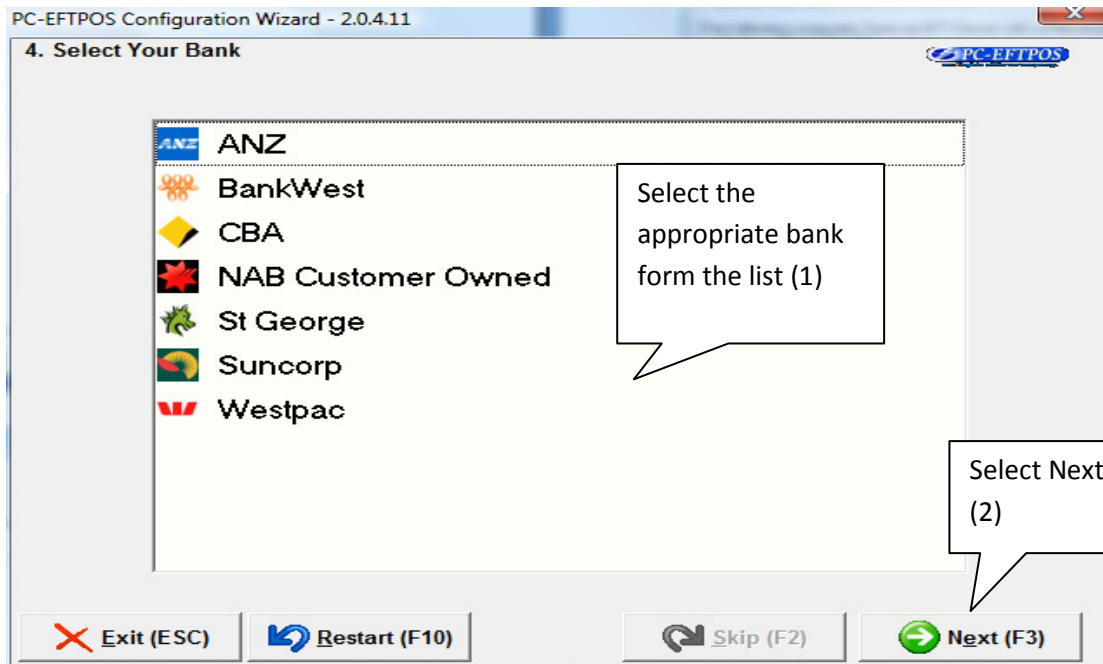 PC-EFTPOS Configuration Wizard - 2.0.4.11
4. Select Your Bank
PC-EFTPOS
ANZ ANZ
BankWest
CBA
NAB Customer Owned
St George
Suncorp
Westpac
Select the
appropriate bank
form the list (1)
Select Next
(2)
Exit (ESC)
Restart (F10)
Skip (F2)
Next (F3)